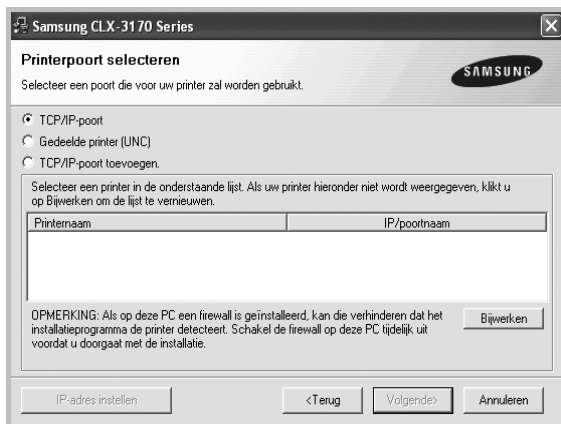 Samsung CLX-3170 Series
Printerpoort selecteren
Selecteer een poort die voor uw printer zal worden gebruikt.
SAMSUNG
TCP/IP-poort
Gedeelde printer (UNC)
TCP/IP-poort toevoegen.
Selecteer een printer in de onderstaande lijst. Als uw printer hieronder niet wordt weergegeven, klikt u
op Bijwerken om de lijst te vernieuwen.
Printernaam IP/poortnaam
OPMERKING: Als op deze PC een firewall is geïnstalleerd, kan die verhinderen dat het
installatieprogramma de printer detecteert. Schakel de firewall op deze PC tijdelijk uit
voordat u doorgaat met de installatie.
Bijwerken
IP-adres instellen <Terug Volgende> Annuleren